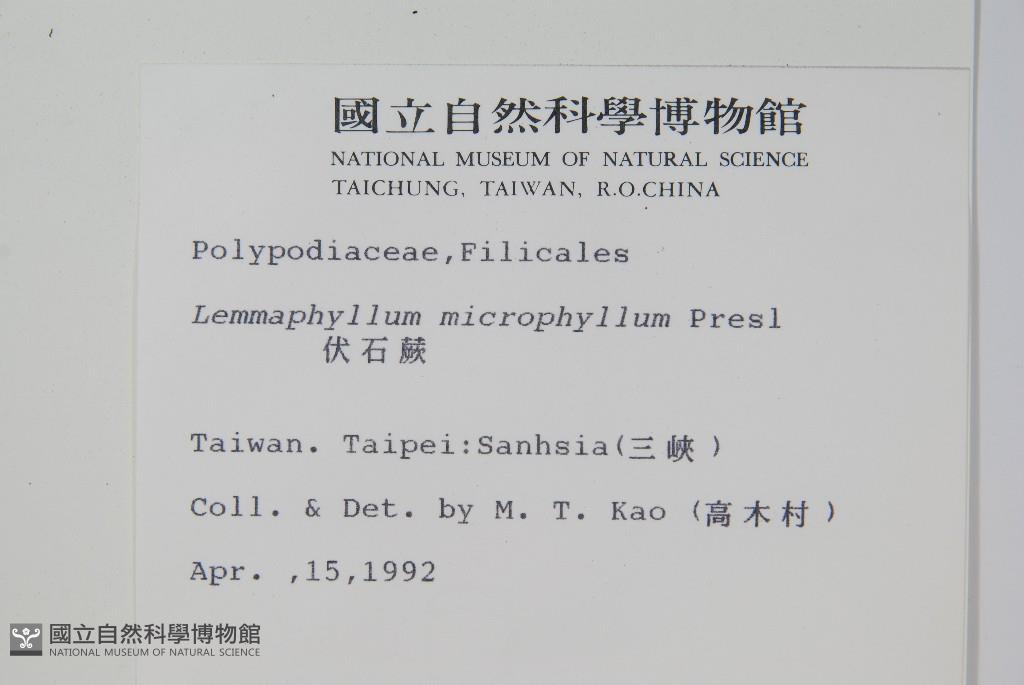 國立自然科學博物館
NATIONAL MUSEUM OF NATURAL SCIENCE
TAICHUNG, TAIWAN, R.O.CHINA
Polypodiaceae,Filicales
Lemmaphyllum microphyllum Presl
伏石蕨
Taiwan. Taipei:Sanhsia(三峽)
Coll. & Det. by M. T. Kao (高木村)
Apr. ,15,1992
國立自然科學博物館
NATIONAL MUSEUM OF NATURAL SCIENCE